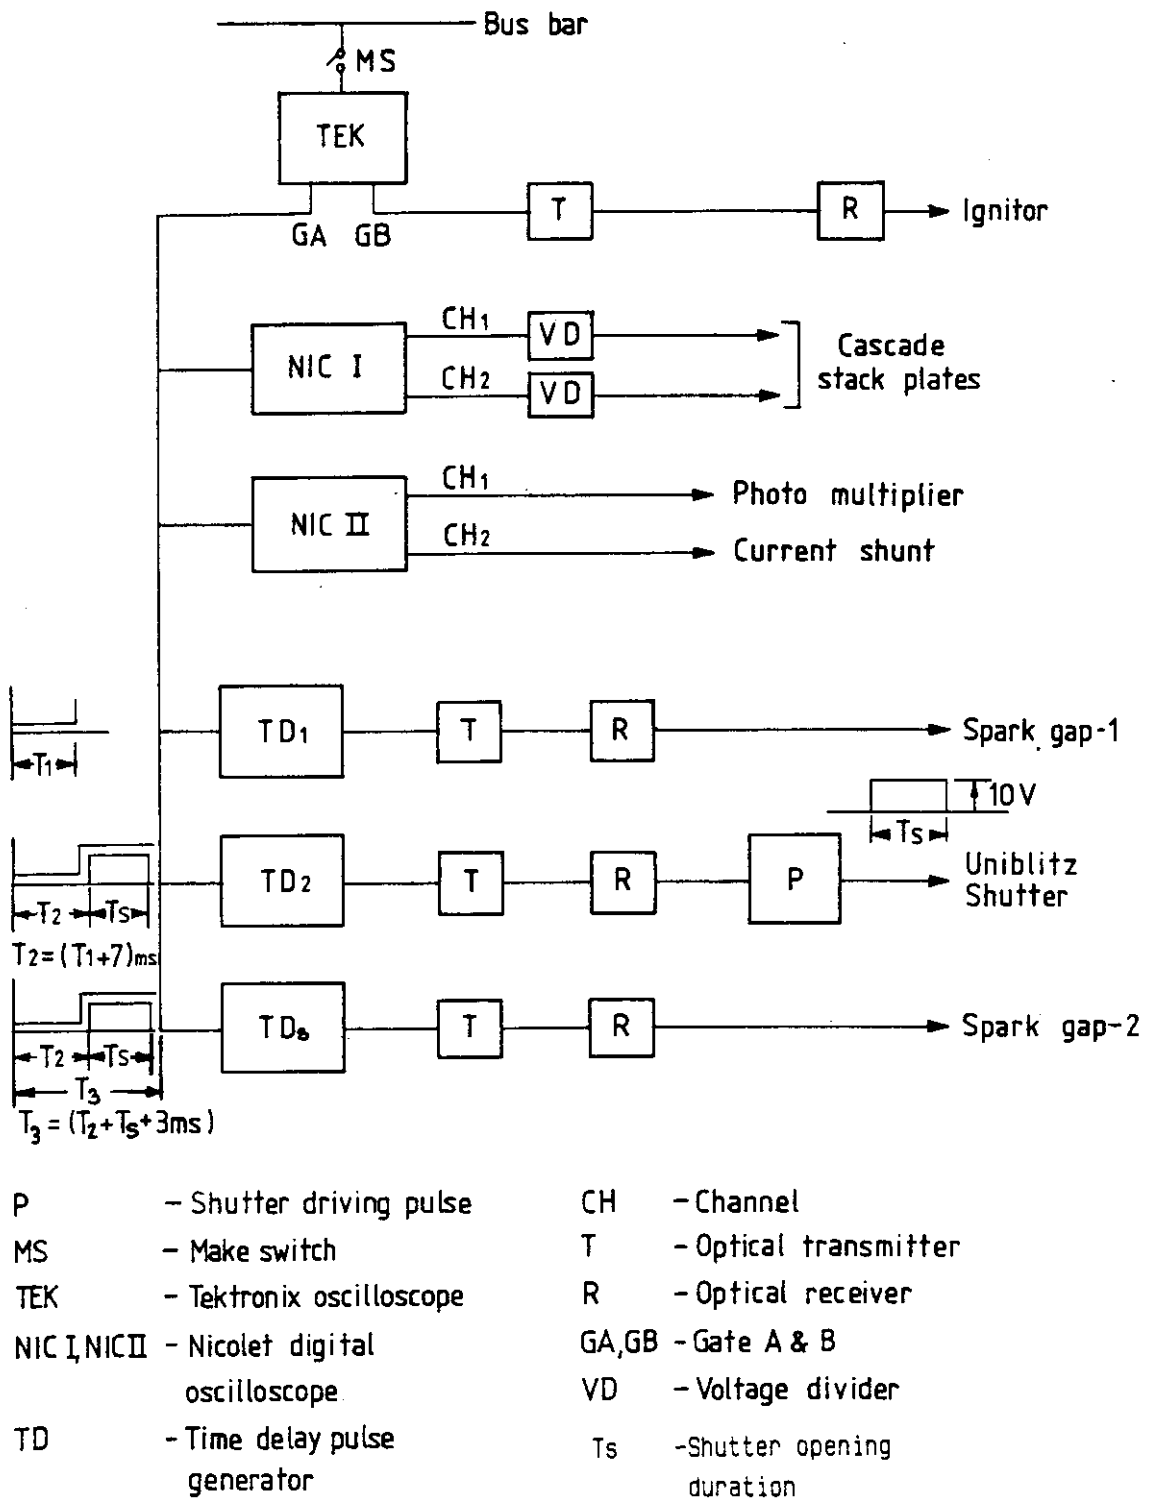 Bus bar
MS
TEK
GA GB
T
R
Ignitor
NIC I
CH1
VD
CH2
VD
Cascade
stack plates
NIC II
CH1
Photo multiplier
CH2
Current shunt
T1
TD1
T
R
Spark gap-1
10V
Ts
T2 Ts
T2=(T1+7)ms
TD2
T
R
P
Uniblitz
Shutter
T2 Ts
T3
T3=(T2+Ts+3ms)
TDs
T
R
Spark gap-2
P - Shutter driving pulse
MS - Make switch
TEK - Tektronix oscilloscope
NIC I,NIC II - Nicolet digital
oscilloscope
TD - Time delay pulse
generator
CH - Channel
T - Optical transmitter
R - Optical receiver
GA,GB - Gate A & B
VD - Voltage divider
Ts -Shutter opening
duration